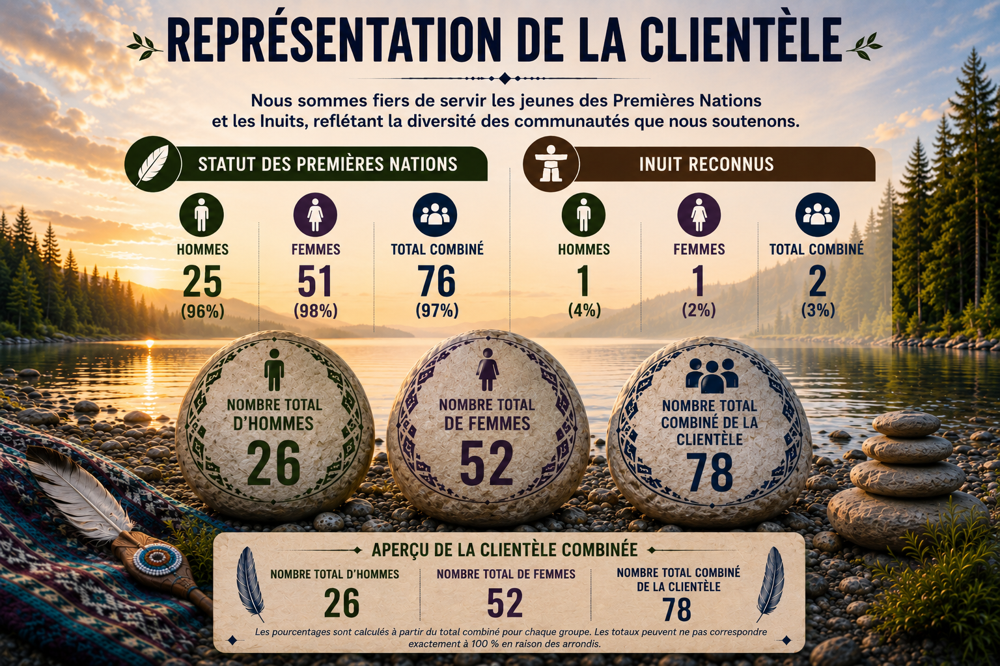 REPRÉSENTATION DE LA CLIENTÈLE
Nous sommes fiers de servir les jeunes des Premières Nations
et les Inuits, reflétant la diversité des communautés que nous soutenons.
STATUT DES PREMIÈRES NATIONS
HOMMES
25
(96%)
FEMMES
51
(98%)
TOTAL COMBINÉ
76
(97%)
INUIT RECONNUS
HOMMES
1
(4%)
FEMMES
1
(2%)
TOTAL COMBINÉ
2
(3%)
NOMBRE TOTAL
D'HOMMES
26
NOMBRE TOTAL
DE FEMMES
52
NOMBRE TOTAL
COMBINÉ DE LA
CLIENTÈLE
78
APERÇU DE LA CLIENTÈLE COMBINÉE
NOMBRE TOTAL D'HOMMES
26
NOMBRE TOTAL DE FEMMES
52
NOMBRE TOTAL COMBINÉ
DE LA CLIENTÈLE
78
Les pourcentages sont calculés à partir du total combiné pour chaque groupe. Les totaux peuvent ne pas correspondre
exactement à 100 % en raison des arrondis.